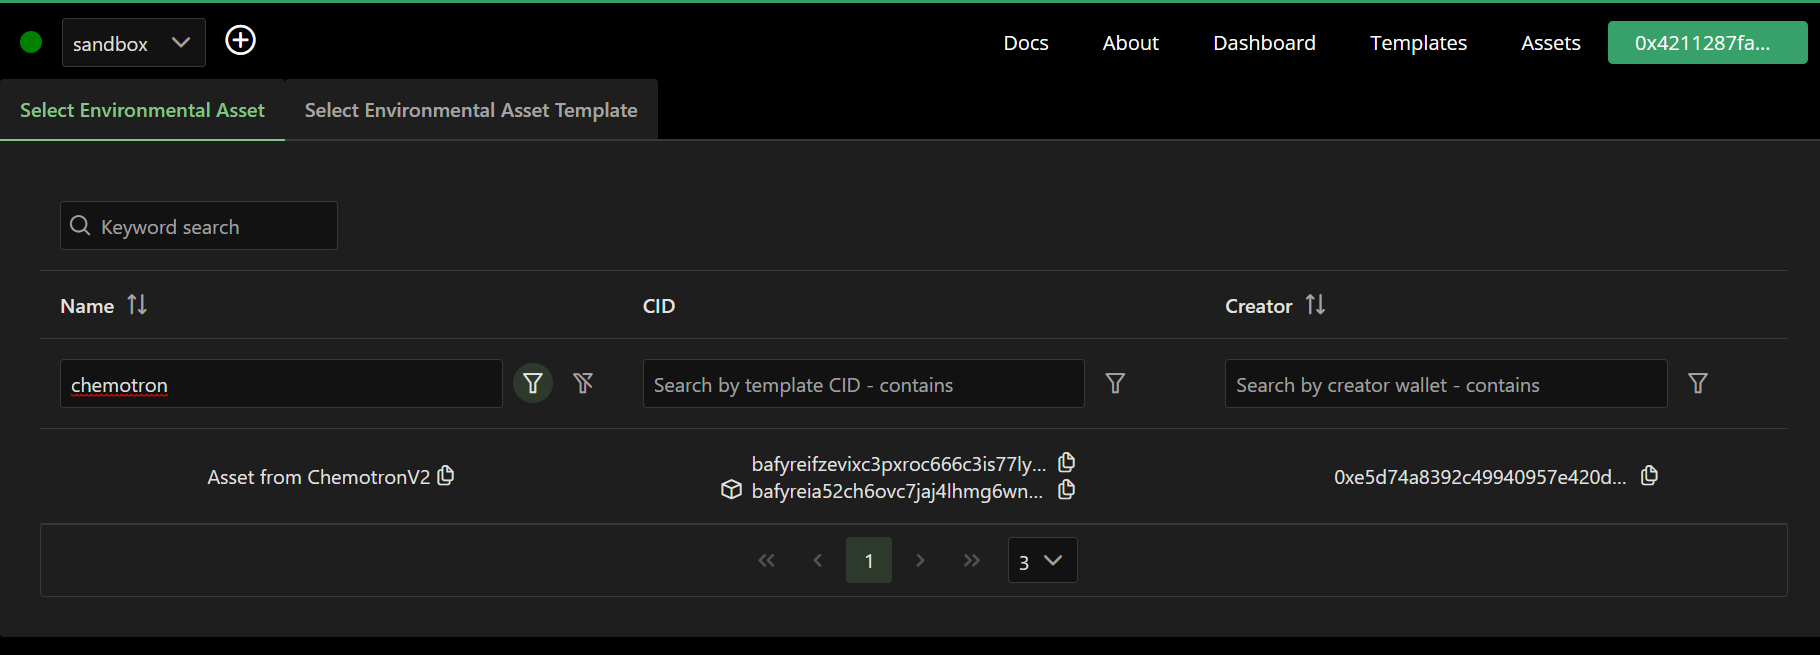 sandbox
Docs About Dashboard Templates Assets 0x4211287fa...
Select Environmental Asset Select Environmental Asset Template
Keyword search
Name CID Creator
chemotron Search by template CID - contains Search by creator wallet - contains
bafyreifzevixc3pxroc666c3is77ly...
Asset from ChemotronV2 0xe5d74a8392c49940957e420d...
bafyreia52ch6ovc7jaj4lhmg6wn...
1 3